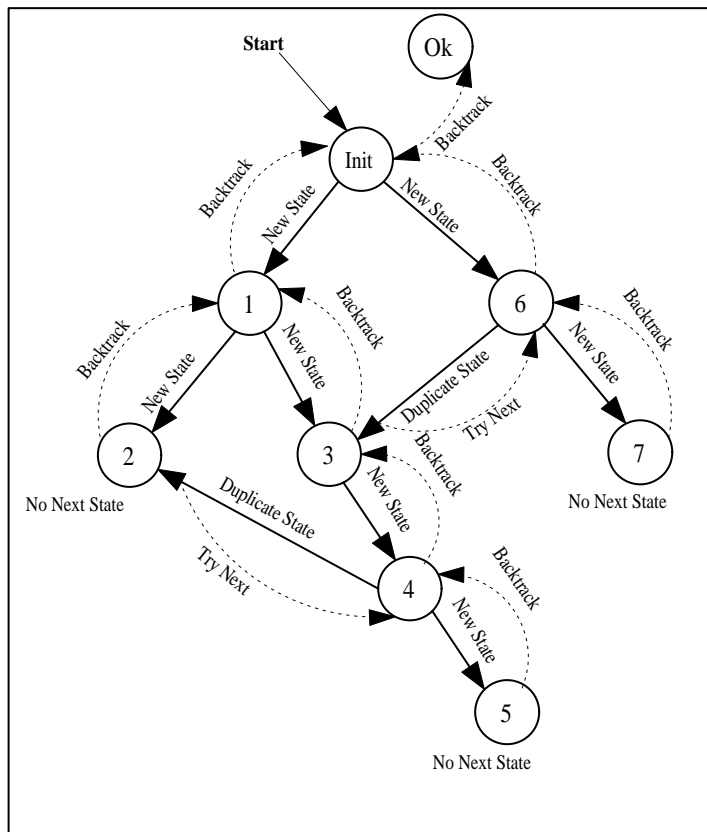 Start
Ok
Backtrack
Init
Backtrack
Backtrack
New State
New State
1
6
Backtrack
Backtrack
Backtrack
New State
New State
Duplicate State
New State
Try Next
2
3
7
Backtrack
No Next State
No Next State
Duplicate State
New State
Try Next
4
Backtrack
New State
5
No Next State